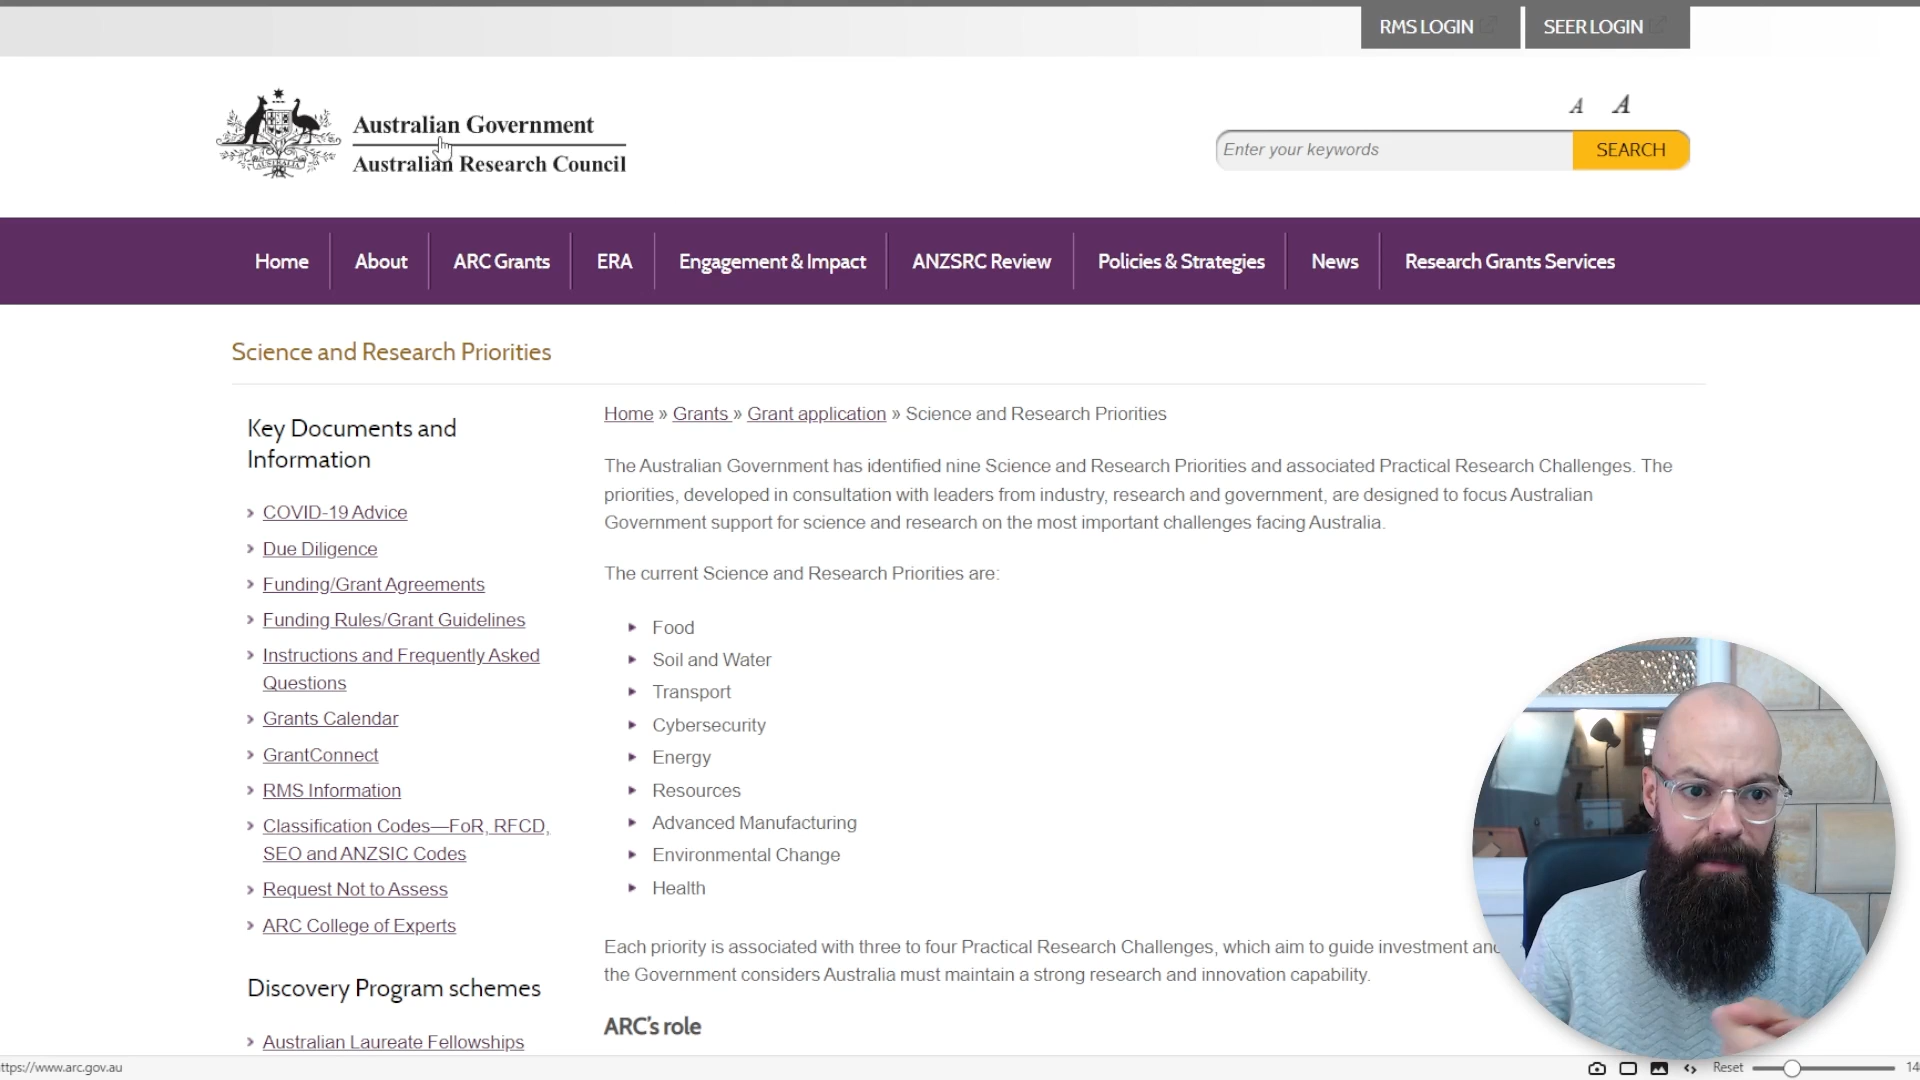 RMS LOGIN
SEER LOGIN
A A
Australian Government
Australian Research Council
AUSTRALIA
Enter your keywords
SEARCH
Home
About
ARC Grants
ERA
Engagement & Impact
ANZSRC Review
Policies & Strategies
News
Research Grants Services
Science and Research Priorities
Key Documents and
Information
COVID-19 Advice
Due Diligence
Funding/Grant Agreements
Funding Rules/Grant Guidelines
Instructions and Frequently Asked
Questions
Grants Calendar
GrantConnect
RMS Information
Classification Codes—FoR, RFCD,
SEO and ANZSIC Codes
Request Not to Assess
ARC College of Experts
Discovery Program schemes
Australian Laureate Fellowships
Home » Grants » Grant application » Science and Research Priorities
The Australian Government has identified nine Science and Research Priorities and associated Practical Research Challenges. The
priorities, developed in consultation with leaders from industry, research and government, are designed to focus Australian
Government support for science and research on the most important challenges facing Australia.
The current Science and Research Priorities are:
Food
Soil and Water
Transport
Cybersecurity
Energy
Resources
Advanced Manufacturing
Environmental Change
Health
Each priority is associated with three to four Practical Research Challenges, which aim to guide investment and
the Government considers Australia must maintain a strong research and innovation capability.
ARC's role
ttps://www.arc.gov.au
Reset
14